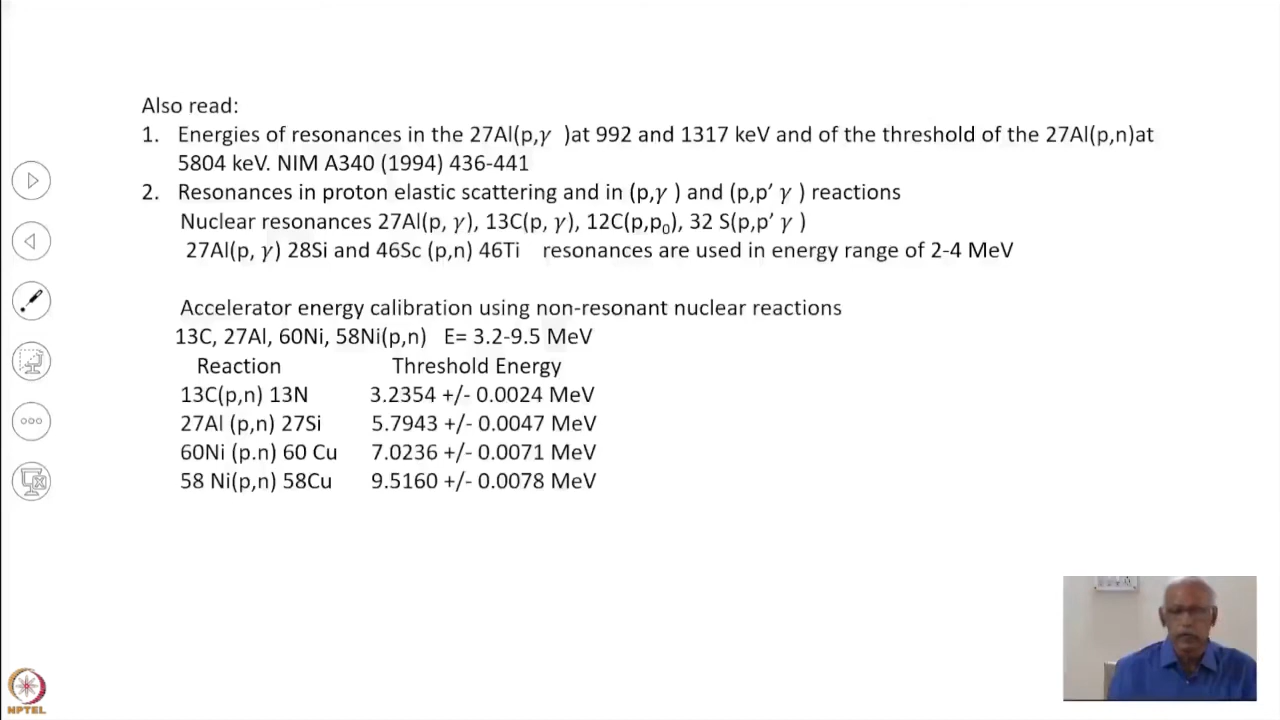 Also read:
1. Energies of resonances in the 27Al(p,γ )at 992 and 1317 keV and of the threshold of the 27Al(p,n)at
5804 keV. NIM A340 (1994) 436-441
2. Resonances in proton elastic scattering and in (p,γ ) and (p,p′ γ ) reactions
Nuclear resonances 27Al(p, γ), 13C(p, γ), 12C(p,p₀), 32 S(p,p′ γ )
27Al(p, γ) 28Si and 46Sc (p,n) 46Ti resonances are used in energy range of 2-4 MeV
Accelerator energy calibration using non-resonant nuclear reactions
13C, 27Al, 60Ni, 58Ni(p,n) E= 3.2-9.5 MeV
Reaction Threshold Energy
13C(p,n) 13N 3.2354 +/- 0.0024 MeV
27Al (p,n) 27Si 5.7943 +/- 0.0047 MeV
60Ni (p.n) 60 Cu 7.0236 +/- 0.0071 MeV
58 Ni(p,n) 58Cu 9.5160 +/- 0.0078 MeV
NPTEL